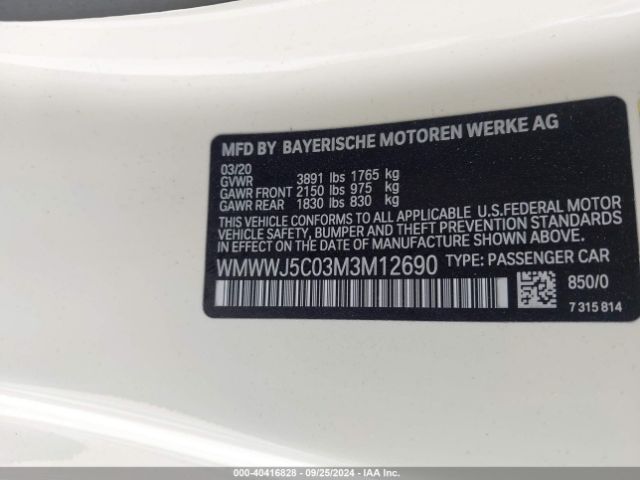 MFD BY BAYERISCHE MOTOREN WERKE AG
03/20
GVWR 3891 lbs 1765 kg
GAWR FRONT 2150 lbs 975 kg
GAWR REAR 1830 lbs 830 kg
THIS VEHICLE CONFORMS TO ALL APPLICABLE U.S.FEDERAL MOTOR
VEHICLE SAFETY, BUMPER AND THEFT PREVENTION STANDARDS
IN EFFECT ON THE DATE OF MANUFACTURE SHOWN ABOVE.
WMWWJ5C03M3M12690 TYPE: PASSENGER CAR
850/0
7 315 814
000-40416828 - 09/25/2024 - IAA Inc.